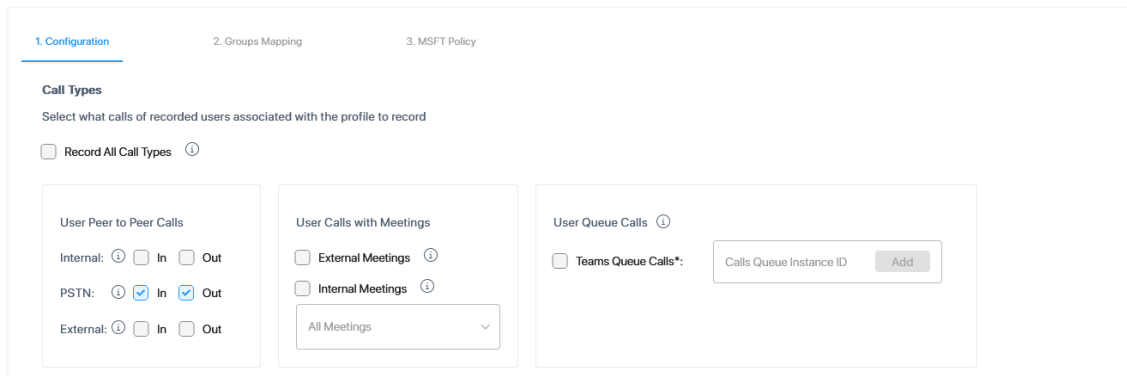 1. Configuration 2. Groups Mapping 3. MSFT Policy
Call Types
Select what calls of recorded users associated with the profile to record
Record All Call Types
User Peer to Peer Calls
Internal: In Out
PSTN: In Out
External: In Out
User Calls with Meetings
External Meetings
Internal Meetings
All Meetings
User Queue Calls
Teams Queue Calls*: Calls Queue Instance ID Add